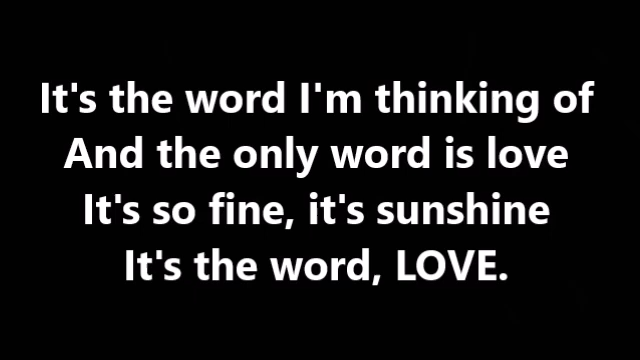 It's the word I'm thinking of
And the only word is love
It's so fine, it's sunshine
It's the word, LOVE.